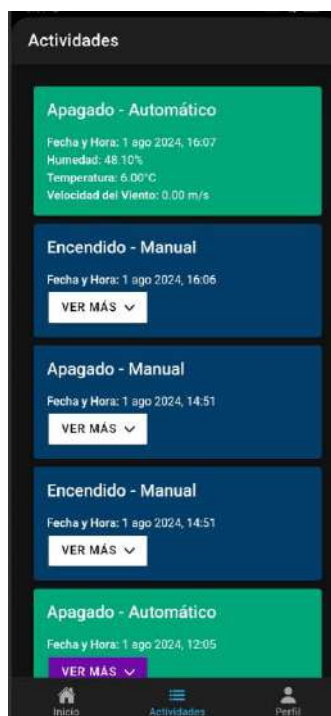 Actividades
Apagado - Automático
Fecha y Hora: 1 ago 2024, 16:07
Humedad: 48.10%
Temperatura: 6.00°C
Velocidad del Viento: 0.00 m/s
Encendido - Manual
Fecha y Hora: 1 ago 2024, 16:06
VER MÁS
Apagado - Manual
Fecha y Hora: 1 ago 2024, 14:51
VER MÁS
Encendido - Manual
Fecha y Hora: 1 ago 2024, 14:51
VER MÁS
Apagado - Automático
Fecha y Hora: 1 ago 2024, 12:05
VER MÁS
Inicio
Actividades
Perfil